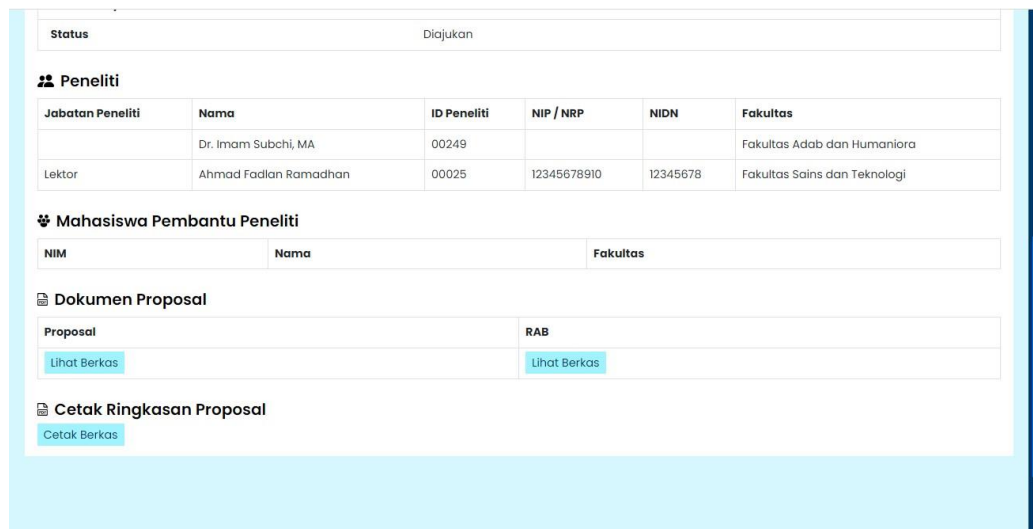 Status Diajukan
Peneliti
Jabatan Peneliti Nama ID Peneliti NIP / NRP NIDN Fakultas
Dr. Imam Subchi, MA 00249 Fakultas Adab dan Humaniora
Lektor Ahmad Fadlan Ramadhan 00025 12345678910 12345678 Fakultas Sains dan Teknologi
Mahasiswa Pembantu Peneliti
NIM Nama Fakultas
Dokumen Proposal
Proposal RAB
Lihat Berkas Lihat Berkas
Cetak Ringkasan Proposal
Cetak Berkas